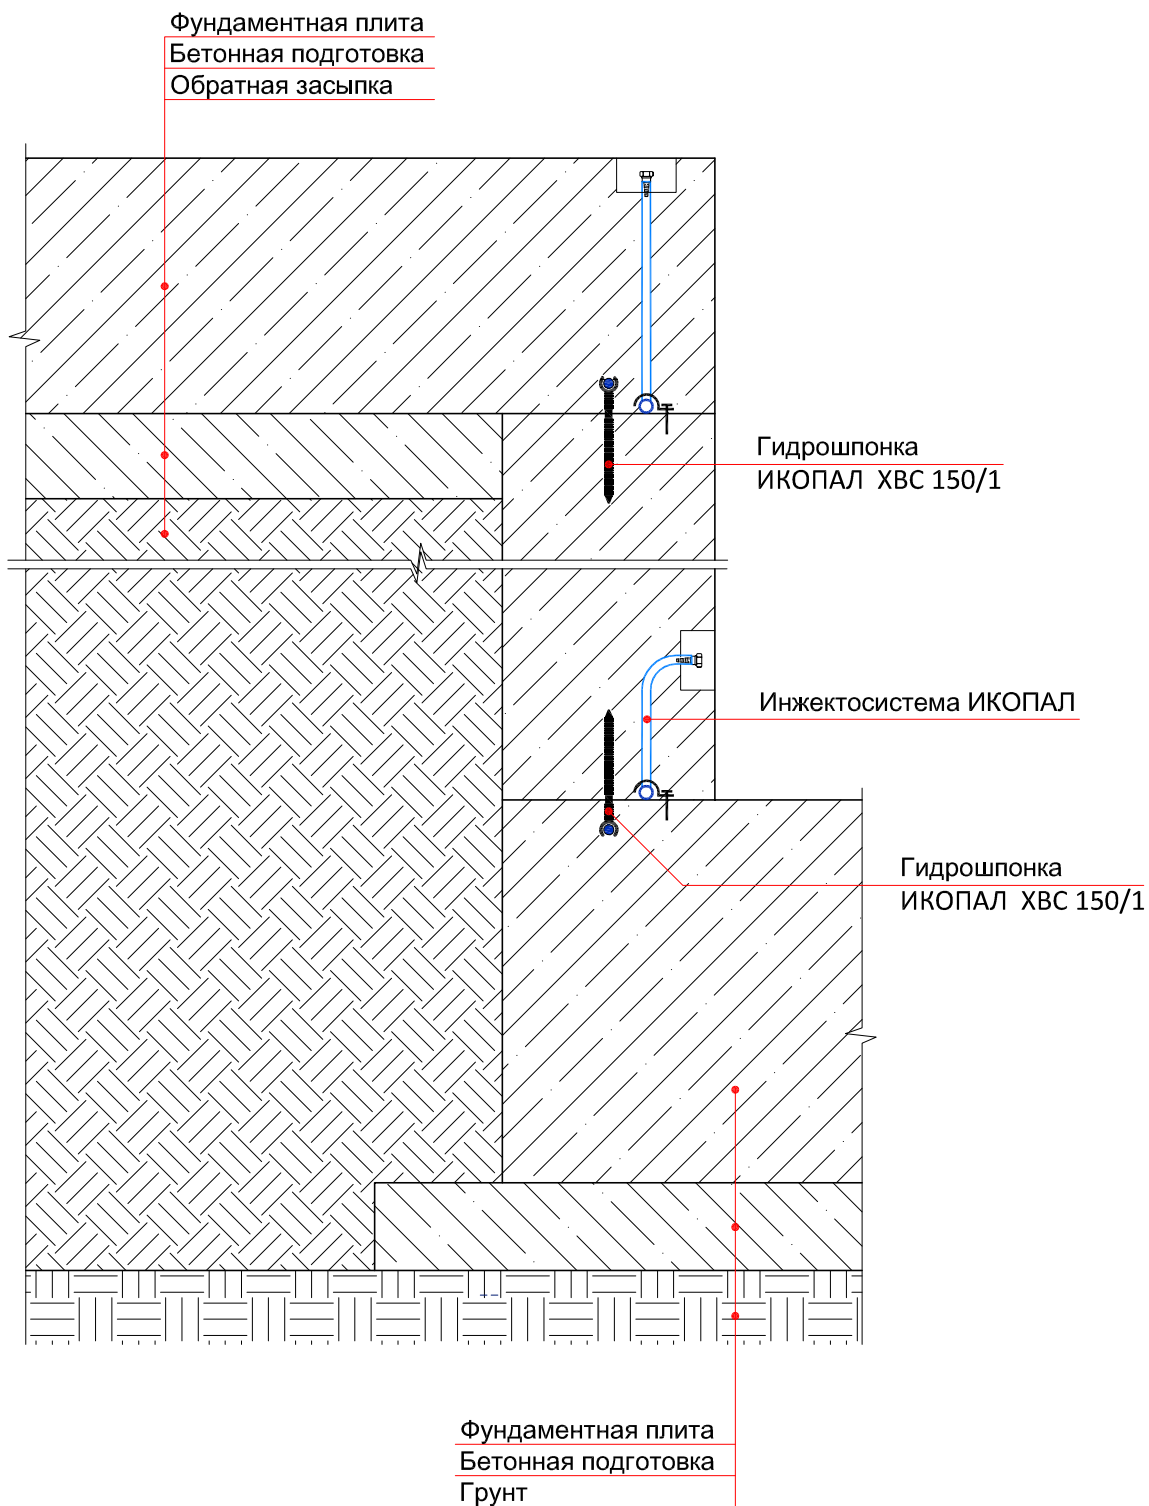 Фундаментная плита
Бетонная подготовка
Обратная засыпка
Гидрошпонка
ИКОПАЛ ХВС 150/1
Инжектосистема ИКОПАЛ
Гидрошпонка
ИКОПАЛ ХВС 150/1
Фундаментная плита
Бетонная подготовка
Грунт